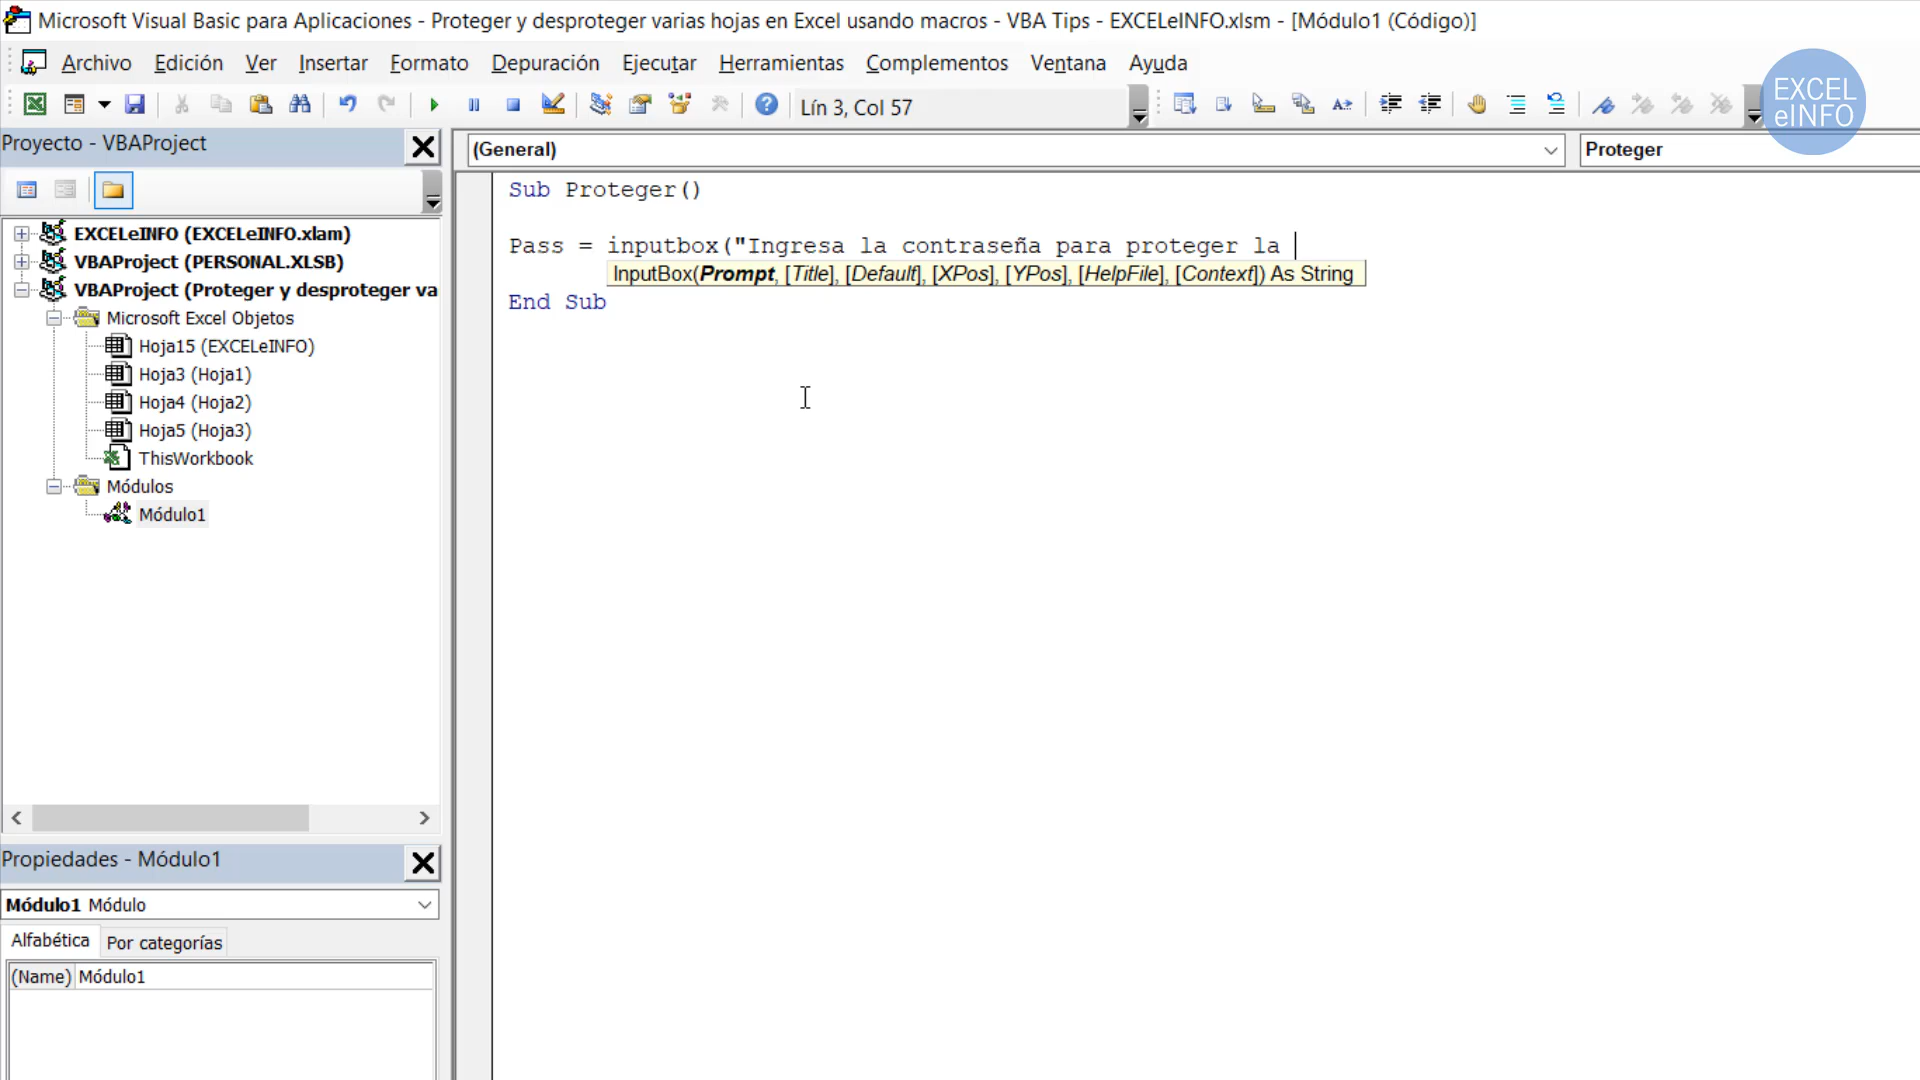 Microsoft Visual Basic para Aplicaciones - Proteger y desproteger varias hojas en Excel usando macros - VBA Tips - EXCELeINFO.xlsm - [Módulo1 (Código)]
Archivo Edición Ver Insertar Formato Depuración Ejecutar Herramientas Complementos Ventana Ayuda
Lín 3, Col 57
EXCEL
eINFO
Proyecto - VBAProject
EXCELeINFO (EXCELeINFO.xlam)
VBAProject (PERSONAL.XLSB)
VBAProject (Proteger y desproteger va
Microsoft Excel Objetos
Hoja15 (EXCELeINFO)
Hoja3 (Hoja1)
Hoja4 (Hoja2)
Hoja5 (Hoja3)
ThisWorkbook
Módulos
Módulo1
Propiedades - Módulo1
Módulo1 Módulo
Alfabética Por categorías
(Name) Módulo1
(General) Proteger
Sub Proteger()
Pass = inputbox("Ingresa la contraseña para proteger la
InputBox(Prompt, [Title], [Default], [XPos], [YPos], [HelpFile], [Context]) As String
End Sub